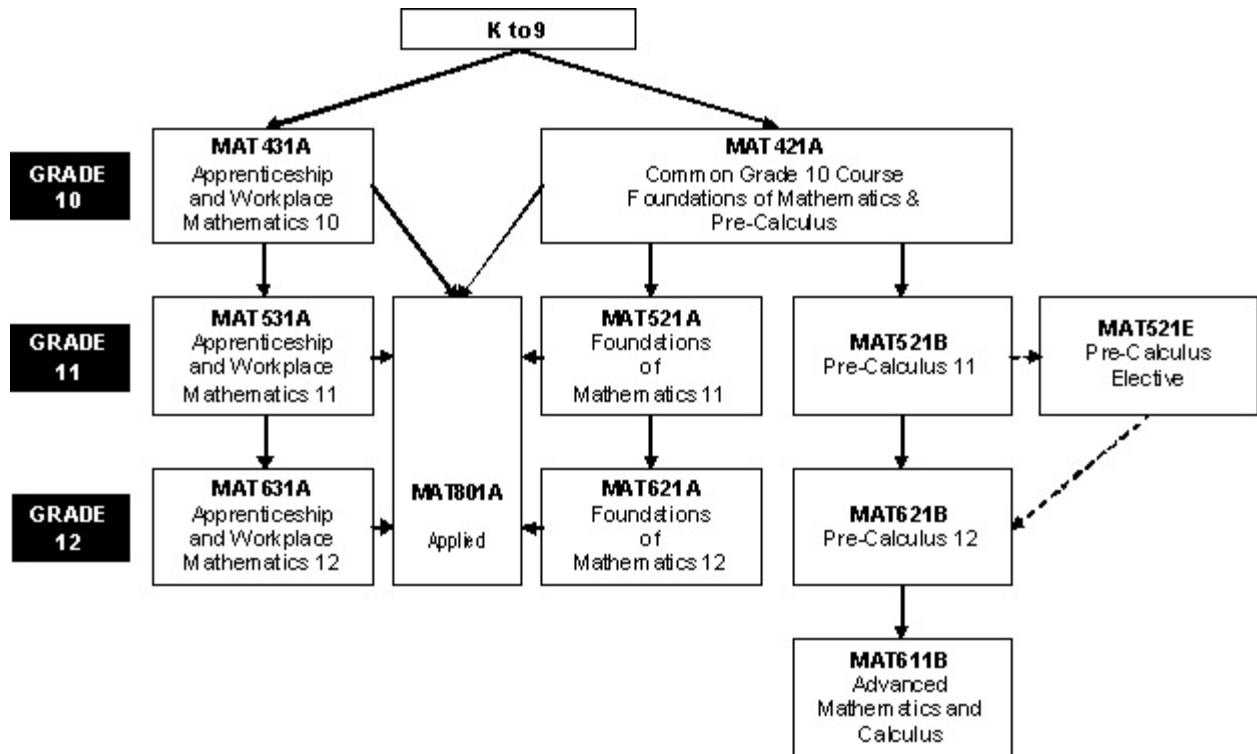 K to 9
GRADE
10
MAT431A
Apprenticeship
and Workplace
Mathematics 10
MAT421A
Common Grade 10 Course
Foundations of Mathematics &
Pre-Calculus
GRADE
11
MAT531A
Apprenticeship
and Workplace
Mathematics 11
MAT521A
Foundations
of
Mathematics 11
MAT521B
Pre-Calculus 11
MAT521E
Pre-Calculus
Elective
GRADE
12
MAT631A
Apprenticeship
and Workplace
Mathematics 12
MAT801A
Applied
MAT621A
Foundations
of
Mathematics 12
MAT621B
Pre-Calculus 12
MAT611B
Advanced
Mathematics and
Calculus